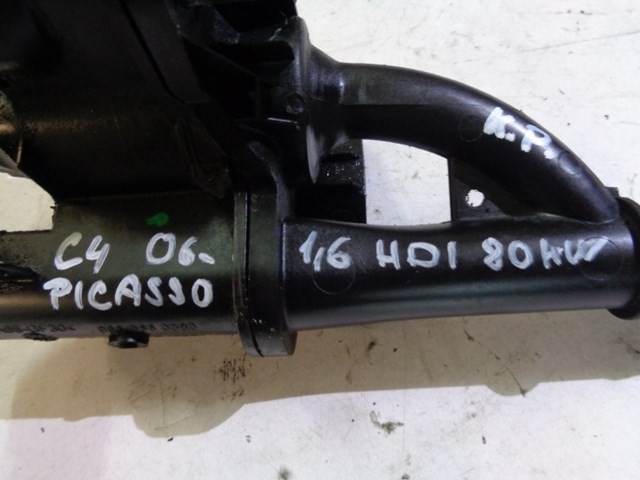 K.P.
C4 06-
PICASSO
1,6 HDI 80KW